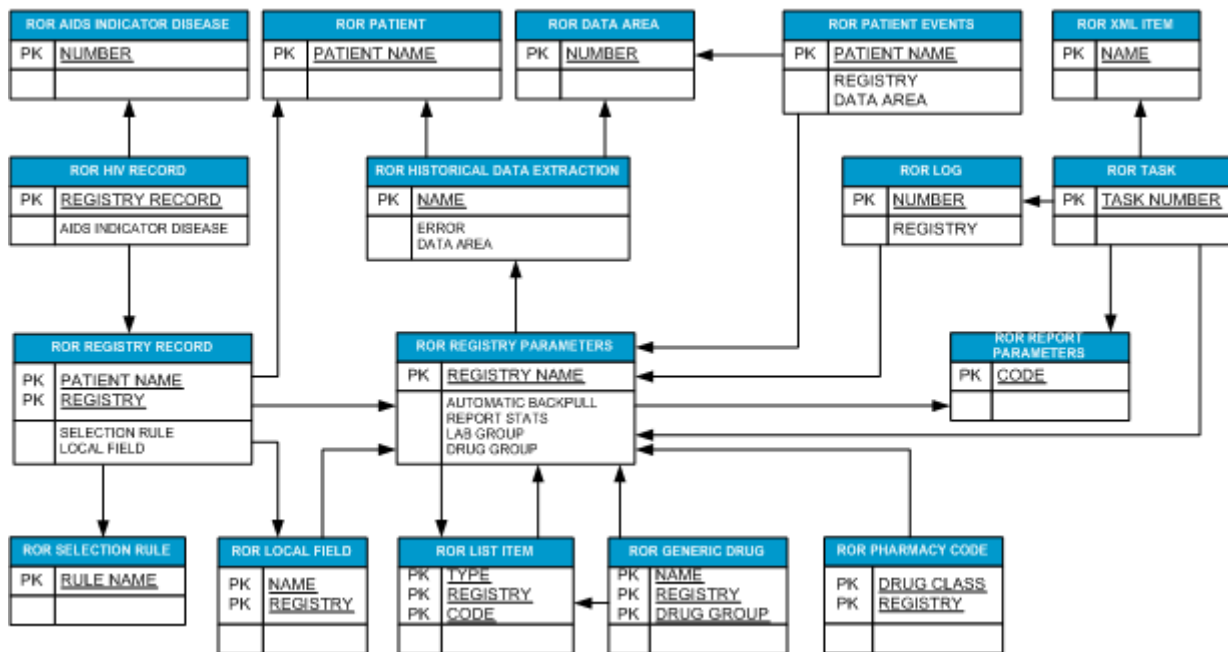 ROR AIDS INDICATOR DISEASE
PK NUMBER
ROR PATIENT
PK PATIENT NAME
ROR DATA AREA
PK NUMBER
ROR PATIENT EVENTS
PK PATIENT NAME
REGISTRY
DATA AREA
ROR XML ITEM
PK NAME
ROR HIV RECORD
PK REGISTRY RECORD
AIDS INDICATOR DISEASE
ROR HISTORICAL DATA EXTRACTION
PK NAME
ERROR
DATA AREA
ROR LOG
PK NUMBER
REGISTRY
ROR TASK
PK TASK NUMBER
ROR REGISTRY RECORD
PK PATIENT NAME
PK REGISTRY
SELECTION RULE
LOCAL FIELD
ROR REGISTRY PARAMETERS
PK REGISTRY NAME
AUTOMATIC BACKPULL
REPORT STATS
LAB GROUP
DRUG GROUP
ROR REPORT
PARAMETERS
PK CODE
ROR SELECTION RULE
PK RULE NAME
ROR LOCAL FIELD
PK NAME
PK REGISTRY
ROR LIST ITEM
PK TYPE
PK REGISTRY
PK CODE
ROR GENERIC DRUG
PK NAME
PK REGISTRY
PK DRUG GROUP
ROR PHARMACY CODE
PK DRUG CLASS
PK REGISTRY